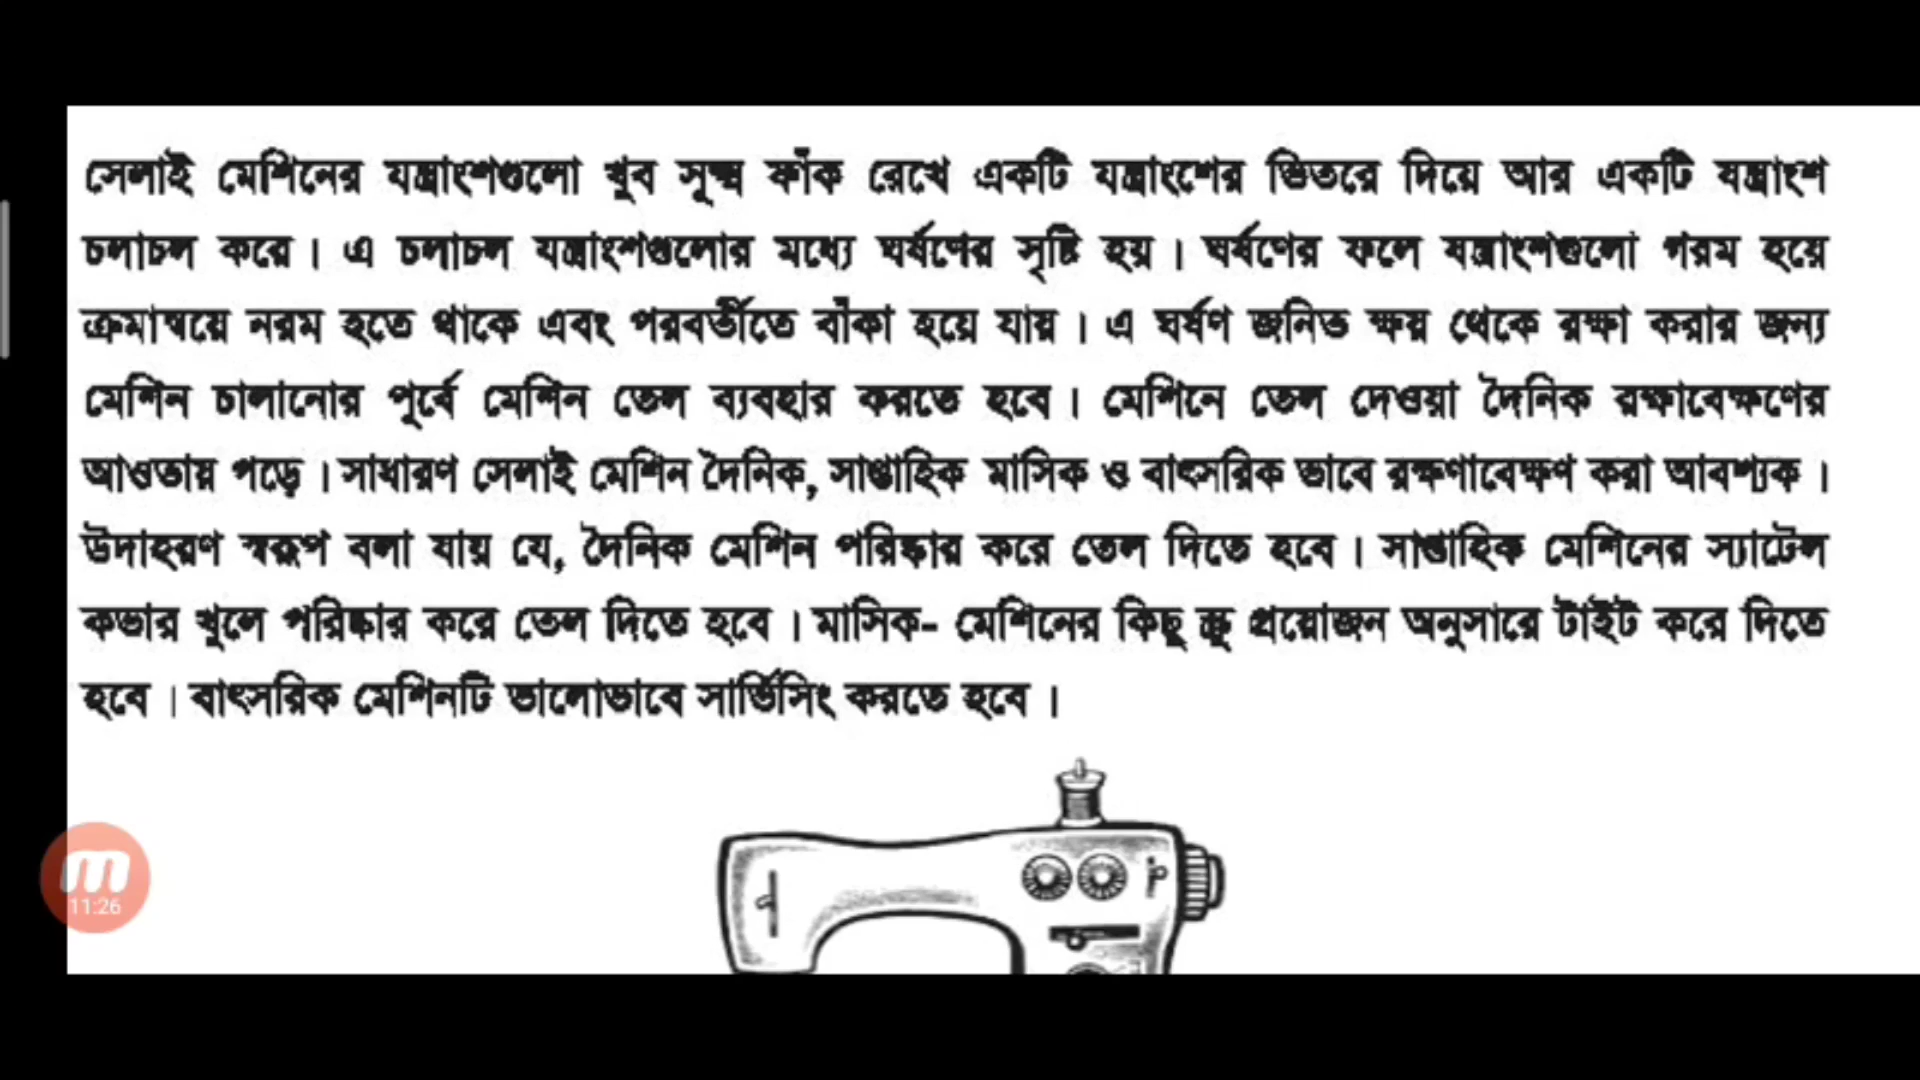 সেলাই মেশিনের যন্ত্রাংশগুলো খুব সূক্ষ্ম ফাঁক রেখে একটি যন্ত্রাংশের ভিতরে দিয়ে আর একটি যন্ত্রাংশ
চলাচল করে। এ চলাচল যন্ত্রাংশগুলোর মধ্যে ঘর্ষণের সৃষ্টি হয়। ঘর্ষণের ফলে যন্ত্রাংশগুলো গরম হয়ে
ক্রমান্বয়ে নরম হতে থাকে এবং পরবর্তীতে বাঁকা হয়ে যায়। এ ঘর্ষণ জনিত ক্ষয় থেকে রক্ষা করার জন্য
মেশিন চালানোর পূর্বে মেশিন তেল ব্যবহার করতে হবে। মেশিনে তেল দেওয়া দৈনিক রক্ষাবেক্ষণের
আওতায় পড়ে। সাধারণ সেলাই মেশিন দৈনিক, সাপ্তাহিক মাসিক ও বাৎসরিক ভাবে রক্ষণাবেক্ষণ করা আবশ্যক।
উদাহরণ স্বরূপ বলা যায় যে, দৈনিক মেশিন পরিষ্কার করে তেল দিতে হবে। সাপ্তাহিক মেশিনের স্যাটেল
কভার খুলে পরিষ্কার করে তেল দিতে হবে। মাসিক- মেশিনের কিছু স্ক্রু প্রয়োজন অনুসারে টাইট করে দিতে
হবে। বাৎসরিক মেশিনটি ভালোভাবে সার্ভিসিং করতে হবে।
11:26